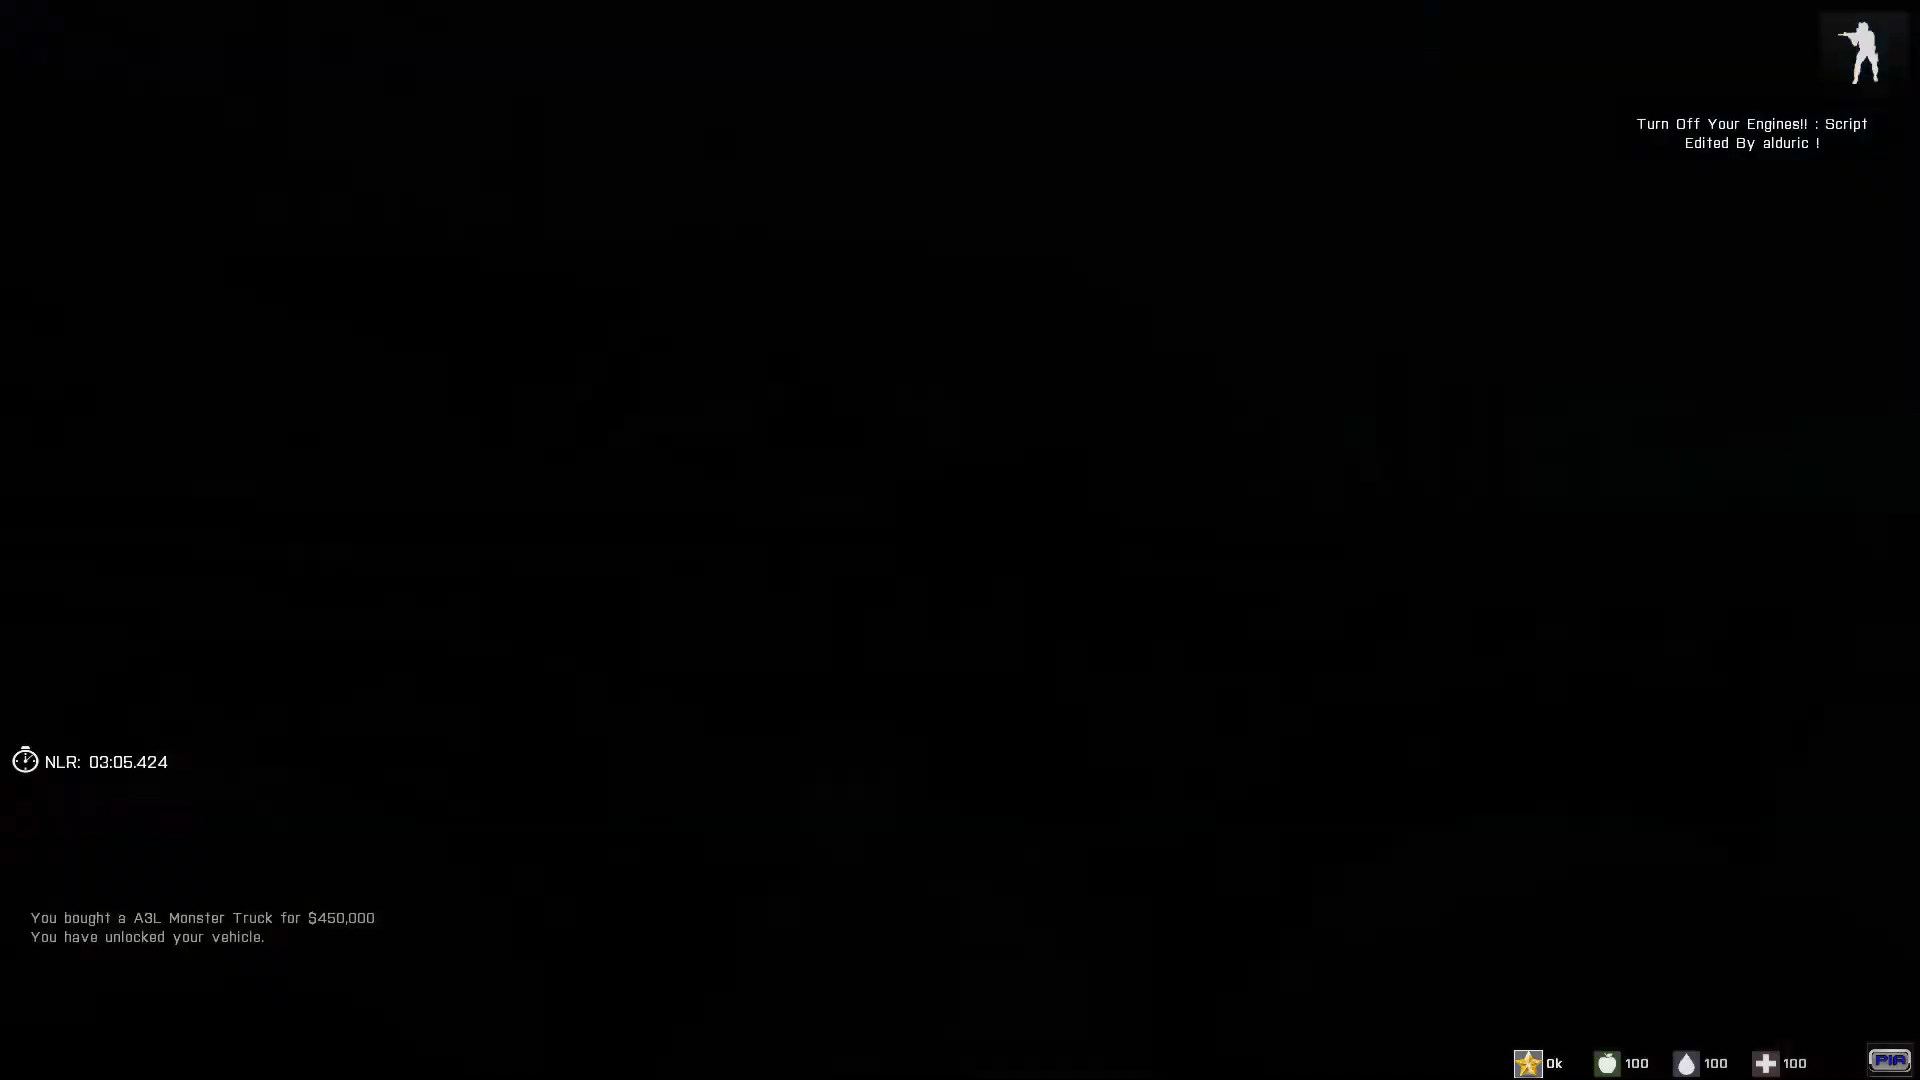 Turn Off Your Engines!! : Script
Edited By alduric !
NLR: 03:05.424
You bought a A3L Monster Truck for $450,000
You have unlocked your vehicle.
0k 100 100 100 PIA